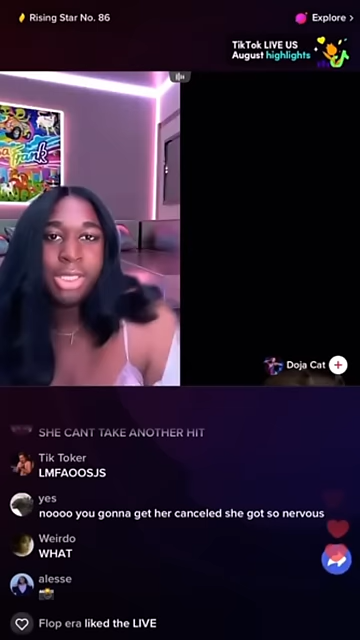 Rising Star No. 86
Explore >
TikTok LIVE US
August highlights
Frank
Doja Cat
SHE CANT TAKE ANOTHER HIT
Tik Toker
LMFAOOSJS
yes
noooo you gonna get her canceled she got so nervous
Weirdo
WHAT
alesse
📸
Flop era liked the LIVE